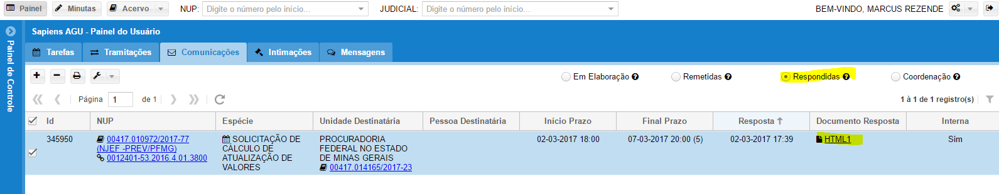 Painel Minutas Acervo NUP: Digite o número pelo início... JUDICIAL: Digite o número pelo início... BEM-VINDO, MARCUS REZENDE
Painel de Controle
Sapiens AGU - Painel do Usuário
Tarefas Tramitações Comunicações Intimações Mensagens
Em Elaboração Remetidas Respondidas Coordenação
Página 1 de 1 1 à 1 de 1 registro(s)
Id NUP Espécie Unidade Destinatária Pessoa Destinatária Início Prazo Final Prazo Resposta Documento Resposta Interna
345950 00417.010972/2017-77 SOLICITAÇÃO DE PROCURADORIA 02-03-2017 18:00 07-03-2017 20:00 (5) 02-03-2017 17:39 HTML1 Sim
(NJEF -PREV/PFMG) CÁLCULO DE FEDERAL NO ESTADO
0012401-53.2016.4.01.3800 ATUALIZAÇÃO DE DE MINAS GERAIS
VALORES 00417.014165/2017-23